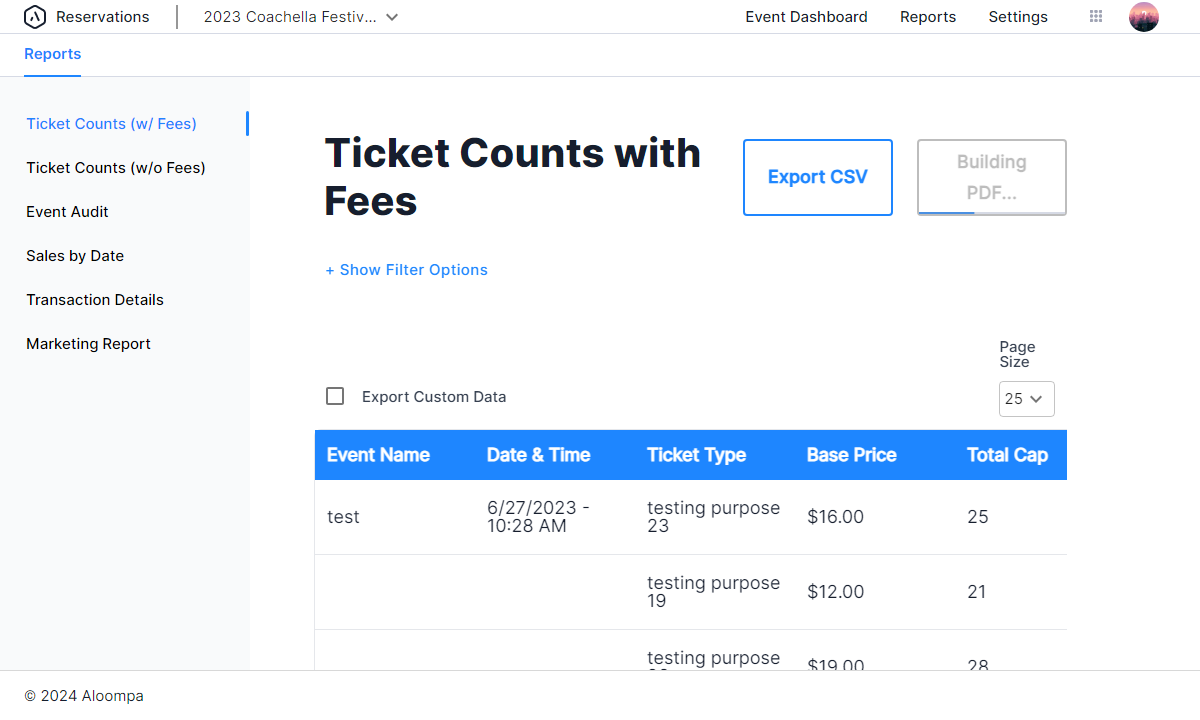 Reservations
2023 Coachella Festiv...
Event Dashboard
Reports
Settings
Reports
Ticket Counts (w/ Fees)
Ticket Counts (w/o Fees)
Event Audit
Sales by Date
Transaction Details
Marketing Report
Ticket Counts with
Fees
Export CSV
Building
PDF...
+ Show Filter Options
Page
Size
Export Custom Data
25
Event Name Date & Time Ticket Type Base Price Total Cap
test
6/27/2023 -
10:28 AM
testing purpose
23
$16.00
25
testing purpose
19
$12.00
21
testing purpose
$19.00
28
© 2024 Aloompa